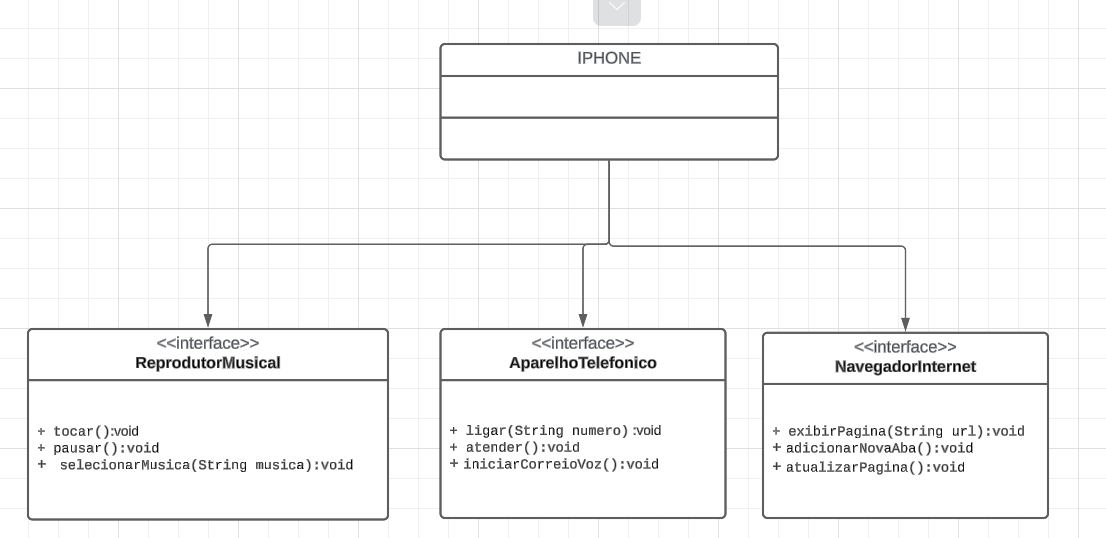 IPHONE
<<interface>>
ReprodutorMusical
+ tocar():void
+ pausar():void
+ selecionarMusica(String musica):void
<<interface>>
AparelhoTelefonico
+ ligar(String numero):void
+ atender():void
+ iniciarCorreioVoz():void
<<interface>>
NavegadorInternet
+ exibirPagina(String url):void
+ adicionarNovaAba():void
+ atualizarPagina():void